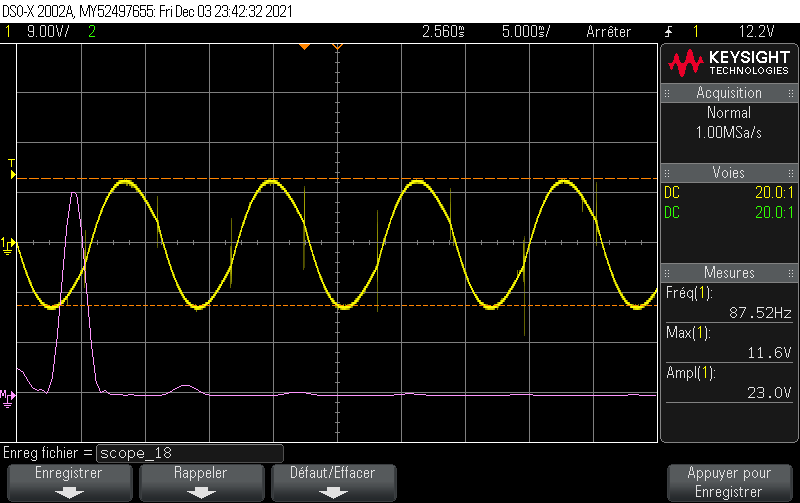 DSO-X 2002A, MY52497655: Fri Dec 03 23:42:32 2021
1 9.00V/ 2 2.560s 5.000s/ Arrêter 1 12.2V
KEYSIGHT
TECHNOLOGIES
Acquisition
Normal
1.00MSa/s
T
Voies
DC 20.0:1
DC 20.0:1
1
Mesures
Fréq(1):
87.52Hz
Max(1):
11.6V
Ampl(1):
23.0V
M
Enreg fichier = scope_18
Enregistrer
Rappeler
Défaut/Effacer
Appuyer pour
Enregistrer